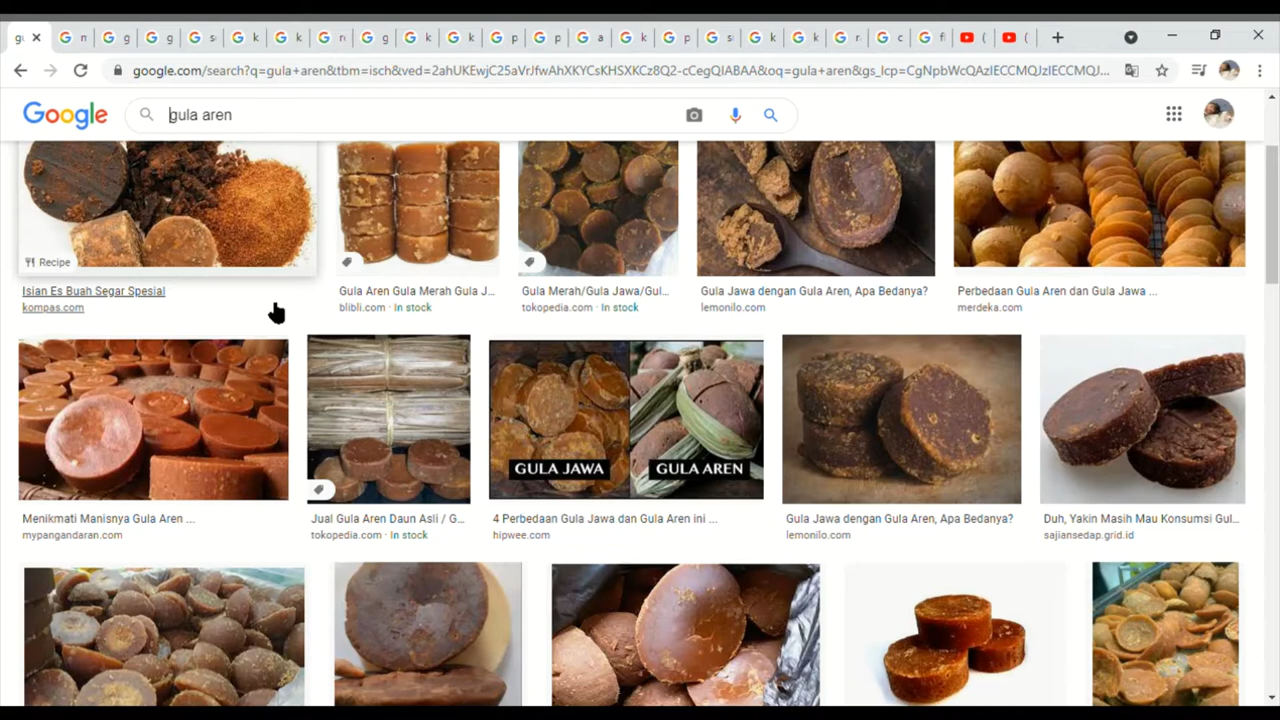 gu
google.com/search?q=gula+aren&tbm=isch&ved=2ahUKEwjC25aVrJfwAhXKYCsKHSXKCz8Q2-cCegQIABAA&oq=gula+aren&gs_lcp=CgNpbWcQAzIECCMQJzIECCMQJ...
Google
gula aren
Recipe
Isian Es Buah Segar Spesial
kompas.com
Gula Aren Gula Merah Gula J...
blibli.com · In stock
Gula Merah/Gula Jawa/Gul...
tokopedia.com · In stock
Gula Jawa dengan Gula Aren, Apa Bedanya?
lemonilo.com
Perbedaan Gula Aren dan Gula Jawa ...
merdeka.com
GULA JAWA
GULA AREN
Menikmati Manisnya Gula Aren ...
mypangandaran.com
Jual Gula Aren Daun Asli / G...
tokopedia.com · In stock
4 Perbedaan Gula Jawa dan Gula Aren ini ...
hipwee.com
Gula Jawa dengan Gula Aren, Apa Bedanya?
lemonilo.com
Duh, Yakin Masih Mau Konsumsi Gul...
sajiansedap.grid.id